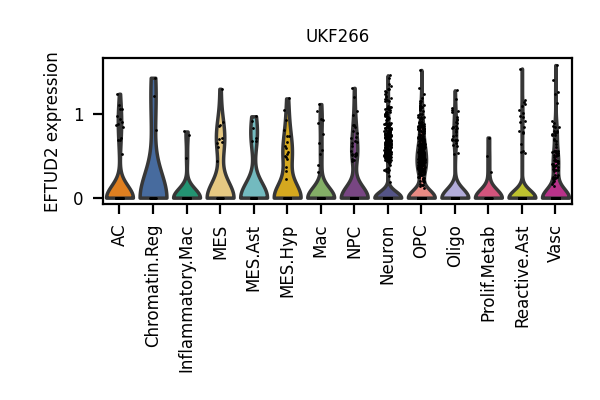 UKF266
EFTUD2 expression
1
0
AC
Chromatin.Reg
Inflammatory.Mac
MES
MES.Ast
MES.Hyp
Mac
NPC
Neuron
OPC
Oligo
Prolif.Metab
Reactive.Ast
Vasc